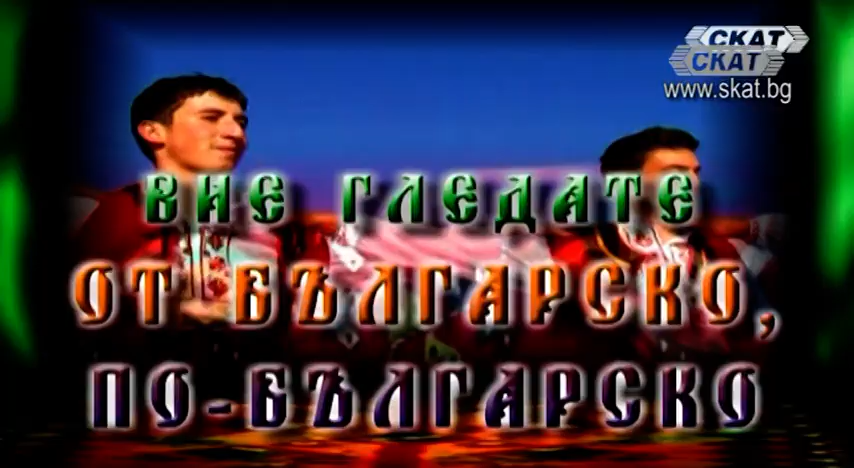 СКАТ
СКАТ
www.skat.bg
ВИЕ ГЛЕДАТЕ
ОТ БЪЛГАРСКО,
ПО-БЪЛГАРСКО